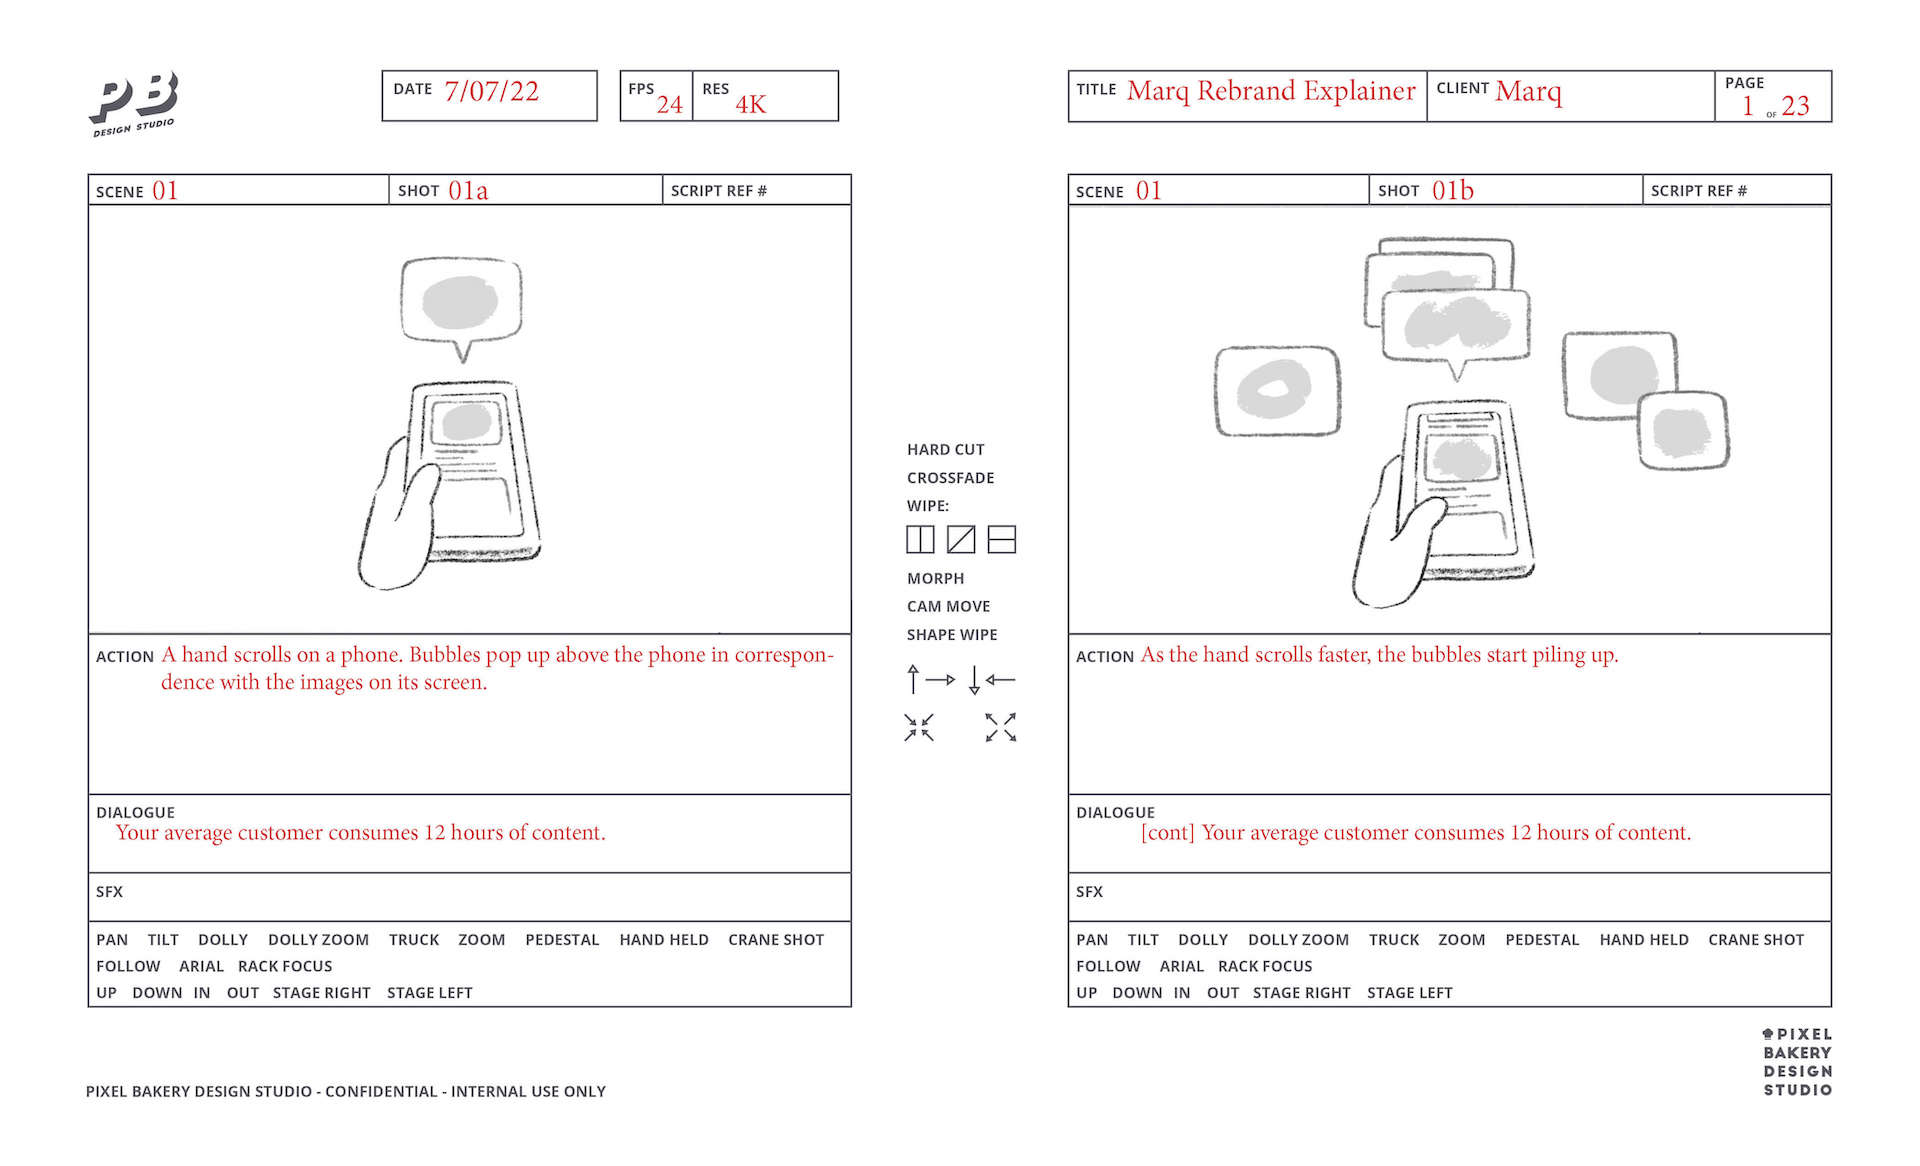 PB
DESIGN STUDIO
DATE 7/07/22
FPS 24
RES 4K
TITLE Marq Rebrand Explainer
CLIENT Marq
PAGE 1 OF 23
SCENE 01
SHOT 01a
SCRIPT REF #
ACTION A hand scrolls on a phone. Bubbles pop up above the phone in correspon-
dence with the images on its screen.
DIALOGUE
Your average customer consumes 12 hours of content.
SFX
PAN TILT DOLLY DOLLY ZOOM TRUCK ZOOM PEDESTAL HAND HELD CRANE SHOT
FOLLOW ARIAL RACK FOCUS
UP DOWN IN OUT STAGE RIGHT STAGE LEFT
HARD CUT
CROSSFADE
WIPE:
MORPH
CAM MOVE
SHAPE WIPE
SCENE 01
SHOT 01b
SCRIPT REF #
ACTION As the hand scrolls faster, the bubbles start piling up.
DIALOGUE
[cont] Your average customer consumes 12 hours of content.
SFX
PAN TILT DOLLY DOLLY ZOOM TRUCK ZOOM PEDESTAL HAND HELD CRANE SHOT
FOLLOW ARIAL RACK FOCUS
UP DOWN IN OUT STAGE RIGHT STAGE LEFT
PIXEL
BAKERY
DESIGN
STUDIO
PIXEL BAKERY DESIGN STUDIO - CONFIDENTIAL - INTERNAL USE ONLY